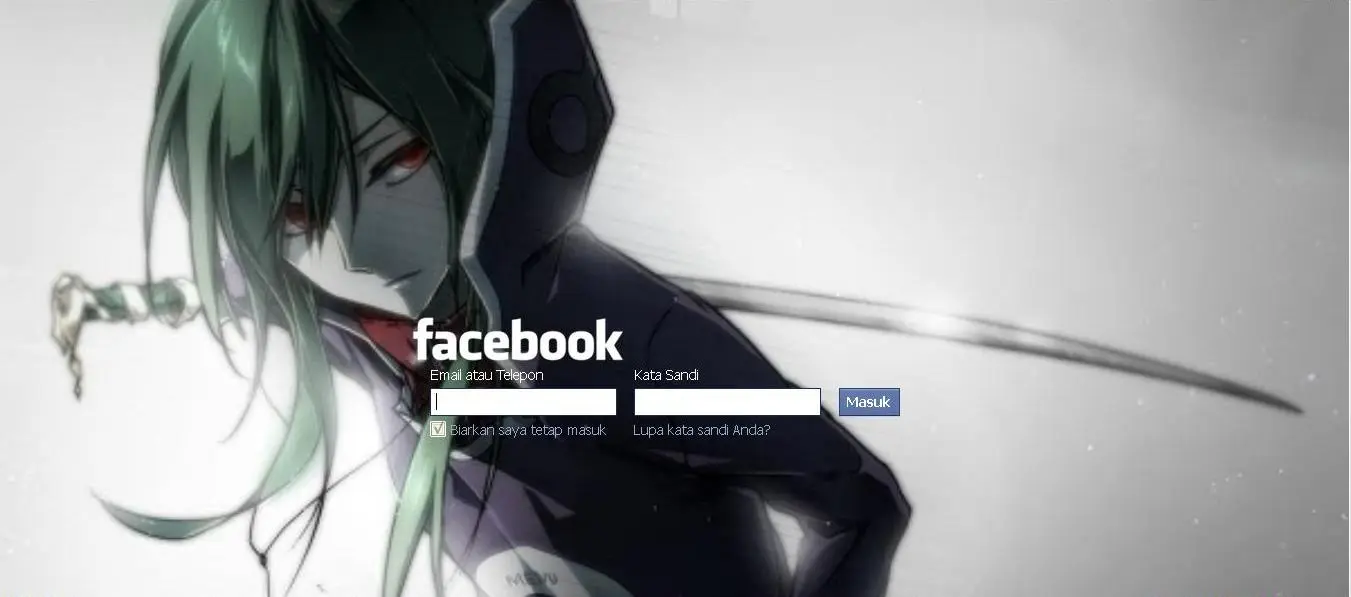 facebook
Email atau Telepon Kata Sandi
Masuk
Biarkan saya tetap masuk Lupa kata sandi Anda?